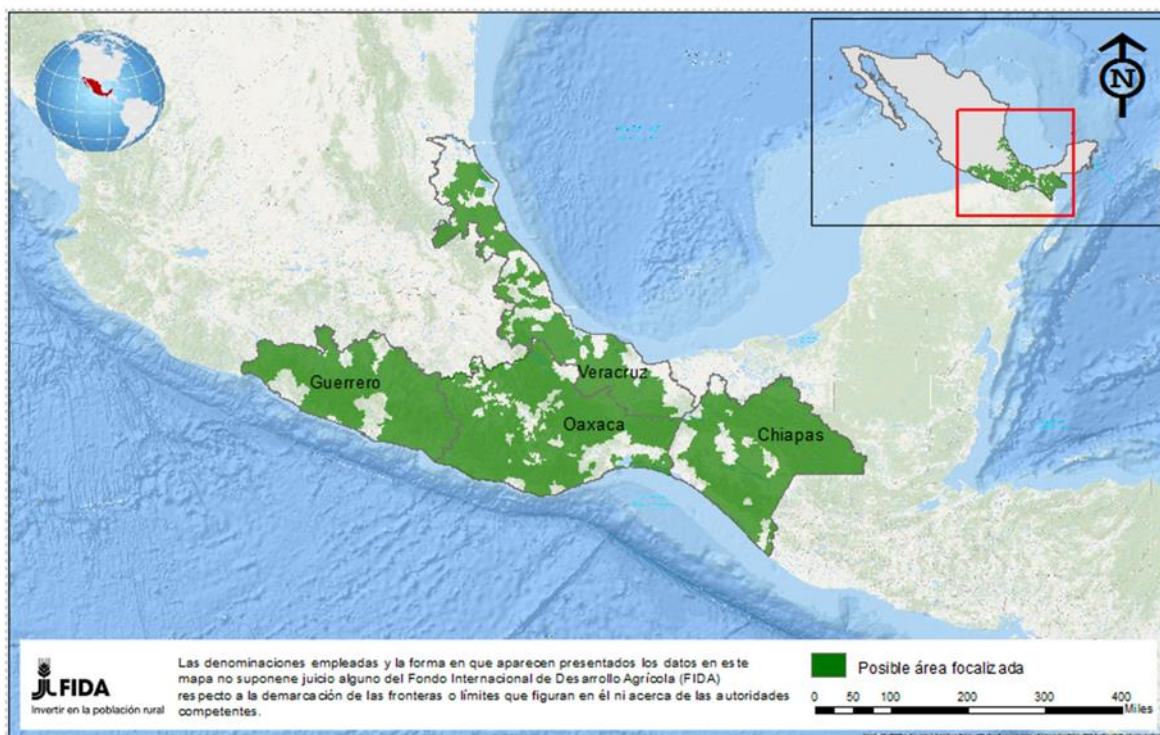 N
Guerrero
Veracruz
Oaxaca
Chiapas
FIDA
Invertir en la población rural
Las denominaciones empleadas y la forma en que aparecen presentados los datos en este
mapa no suponene juicio alguno del Fondo Internacional de Desarrollo Agrícola (FIDA)
respecto a la demarcación de las fronteras o límites que figuran en él ni acerca de las autoridades
competentes.
Posible área focalizada
0 50 100 200 300 400
Miles